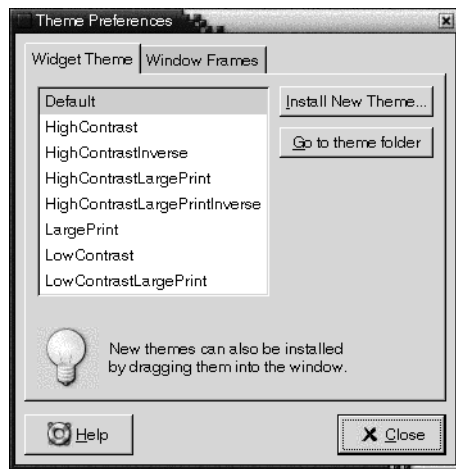 Theme Preferences
Widget Theme
Window Frames
Default
HighContrast
HighContrastInverse
HighContrastLargePrint
HighContrastLargePrintInverse
LargePrint
LowContrast
LowContrastLargePrint
Install New Theme...
Go to theme folder
New themes can also be installed
by dragging them into the window.
Help
Close